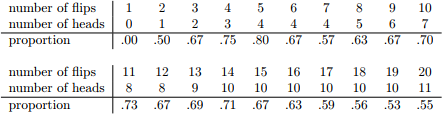 number of flips 1 2 3 4 5 6 7 8 9 10
number of heads 0 1 2 3 4 4 4 5 6 7
proportion .00 .50 .67 .75 .80 .67 .57 .63 .67 .70
number of flips 11 12 13 14 15 16 17 18 19 20
number of heads 8 8 9 10 10 10 10 10 10 11
proportion .73 .67 .69 .71 .67 .63 .59 .56 .53 .55